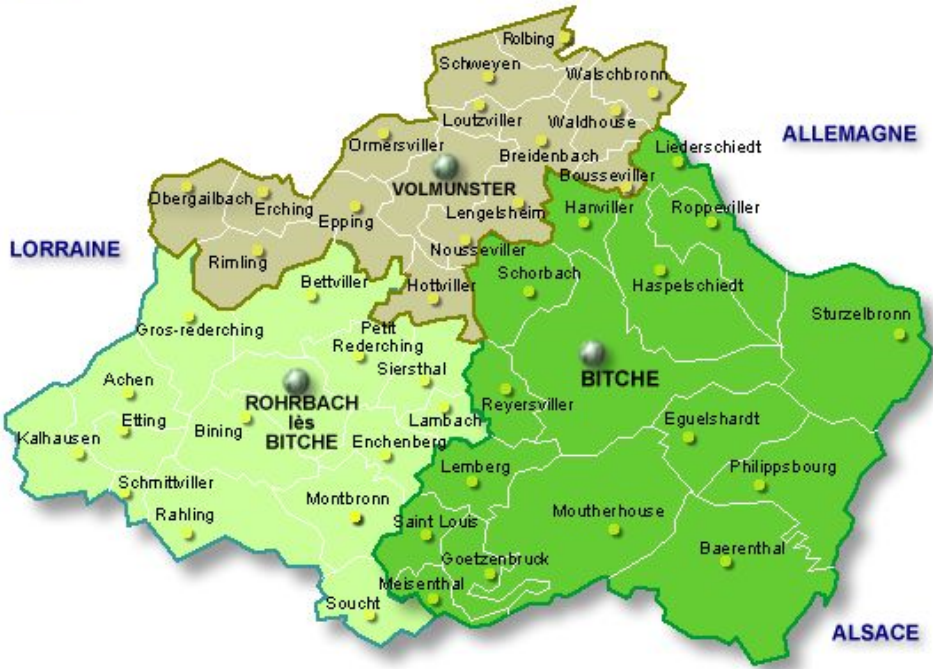 Rolbing
Schweyen
Walschbronn
Loutzviller
Waldhouse
ALLEMAGNE
Ormersviller
Breidenbach
Liederschiedt
VOLMUNSTER
Bousseviller
Obergailbach
Erching
Epping
Lengelsheim
Hanviller
Roppeviller
LORRAINE
Rimling
Nousseviller
Hottviller
Schorbach
Haspelschiedt
Bettviller
Gros-rederching
Petit
Rederching
Sturzelbronn
Siersthal
BITCHE
Achen
ROHRBACH
lès
BITCHE
Reyersviller
Etting
Bining
Lambach
Eguelshardt
Kalhausen
Enchenberg
Lemberg
Philippsbourg
Schmittviller
Montbronn
Rahling
Saint Louis
Moutherhouse
Goetzenbruck
Baerenthal
Meisenthal
Soucht
ALSACE